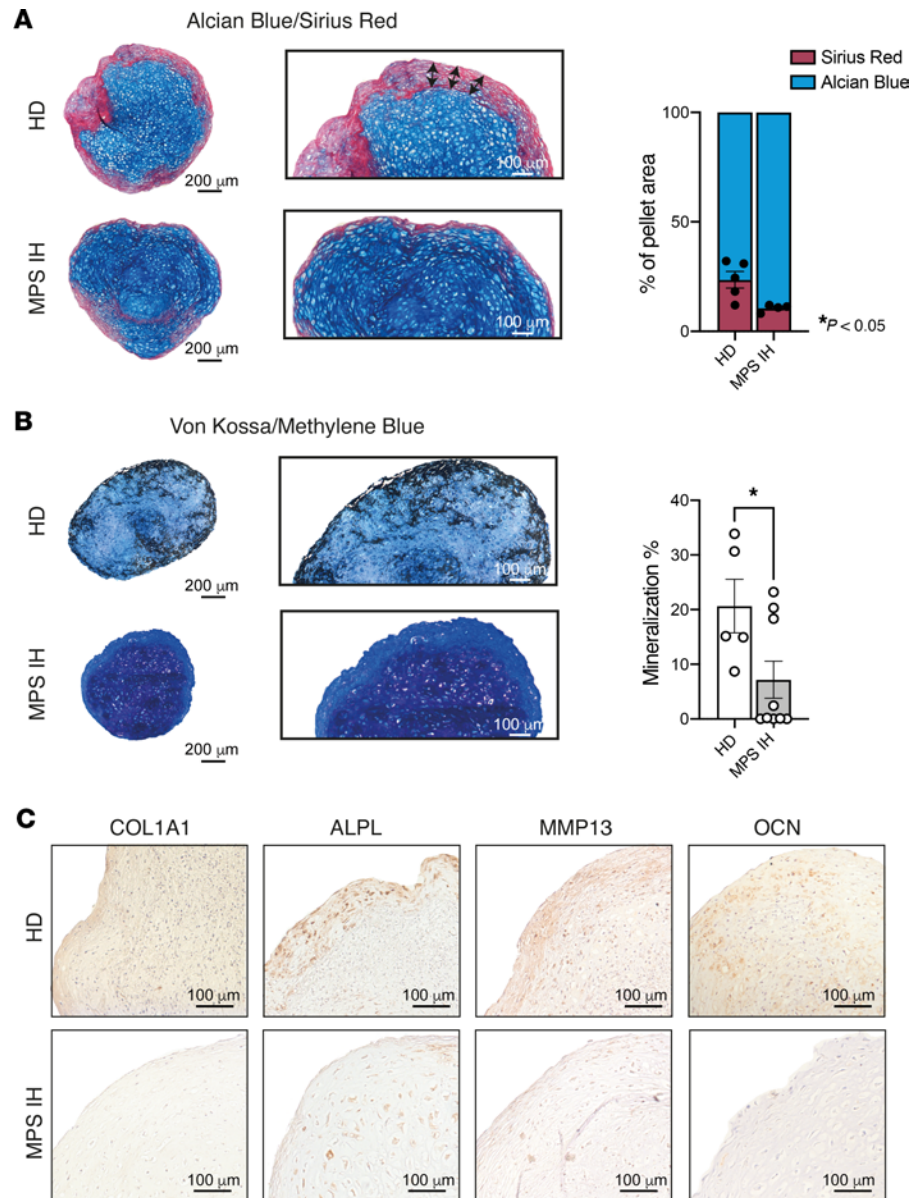 A
Alcian Blue/Sirius Red
HD
200 μm
100 μm
MPS IH
200 μm
100 μm
Sirius Red
Alcian Blue
% of pellet area
100
50
0
HD
MPS IH
*P < 0.05
B
Von Kossa/Methylene Blue
HD
200 μm
100 μm
MPS IH
200 μm
100 μm
Mineralization %
40
30
20
10
0
*
HD
MPS IH
C
COL1A1 ALPL MMP13 OCN
HD
100 μm 100 μm 100 μm 100 μm
MPS IH
100 μm 100 μm 100 μm 100 μm